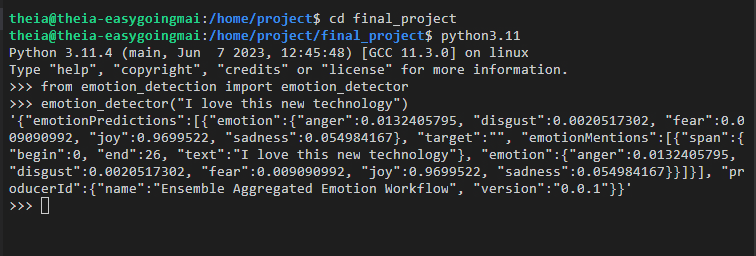 theia@theia-easygoingmai:/home/project$ cd final_project
theia@theia-easygoingmai:/home/project/final_project$ python3.11
Python 3.11.4 (main, Jun  7 2023, 12:45:48) [GCC 11.3.0] on linux
Type "help", "copyright", "credits" or "license" for more information.
>>> from emotion_detection import emotion_detector
>>> emotion_detector("I love this new technology")
'{"emotionPredictions":[{"emotion":{"anger":0.0132405795, "disgust":0.0020517302, "fear":0.0
09090992, "joy":0.9699522, "sadness":0.054984167}, "target":"", "emotionMentions":[{"span":{
"begin":0, "end":26, "text":"I love this new technology"}, "emotion":{"anger":0.0132405795,
"disgust":0.0020517302, "fear":0.009090992, "joy":0.9699522, "sadness":0.054984167}}]}], "pr
oducerId":{"name":"Ensemble Aggregated Emotion Workflow", "version":"0.0.1"}}'
>>>